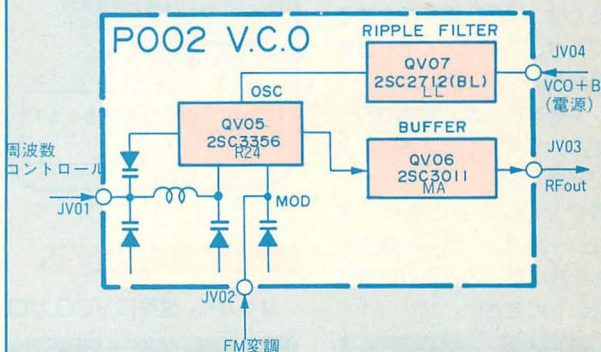 P002 V.C.O
RIPPLE FILTER
QV07
2SC2712(BL)
LL
JV04
VCO+B
(電源)
OSC
QV05
2SC3356
R24
BUFFER
QV06
2SC3011
MA
JV03
RFout
周波数
コントロール
JV01
MOD
JV02
FM変調